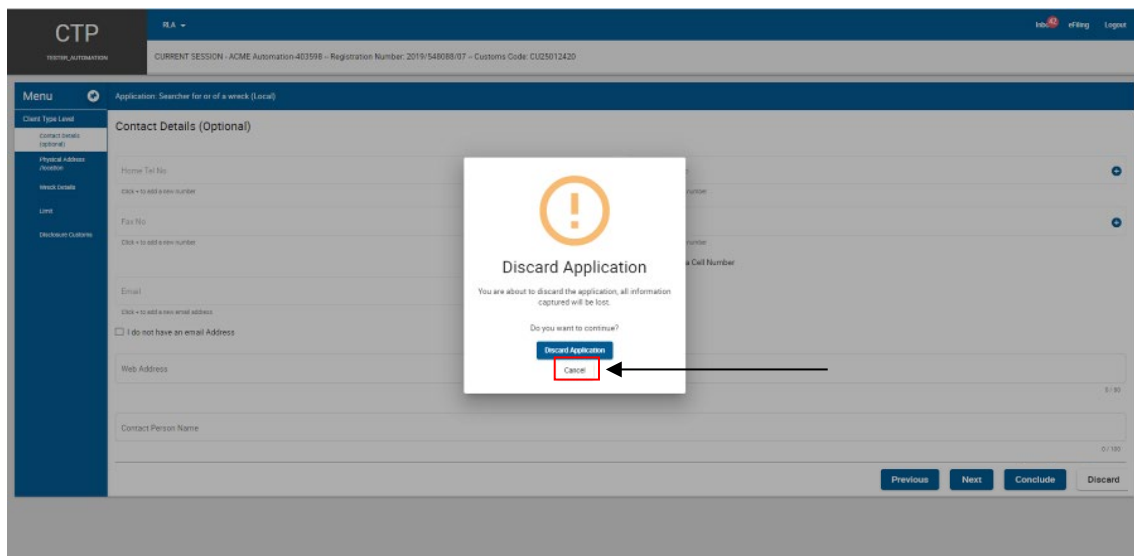 CTP
TESTER_AUTOMATION
RLA
42
eFiling
Logout
CURRENT SESSION - ACME Automation-403598 – Registration Number: 2019/548088/07 – Customs Code: CU25012420
Menu
Application: Searcher for or of a wreck (Local)
Client Type Level
Contact Details
(optional)
Physical Address
Wreck Details
Limit
Disclosure Customs
Contact Details (Optional)
Home Tel No
Click + to add a new number
number
Fax No
Click + to add a new number
number
a Cell Number
Email
Click + to add a new email address
I do not have an email Address
Web Address
Contact Person Name
0 / 100
Discard Application
You are about to discard the application, all information
captured will be lost.
Do you want to continue?
Discard Application
Cancel
Previous
Next
Conclude
Discard